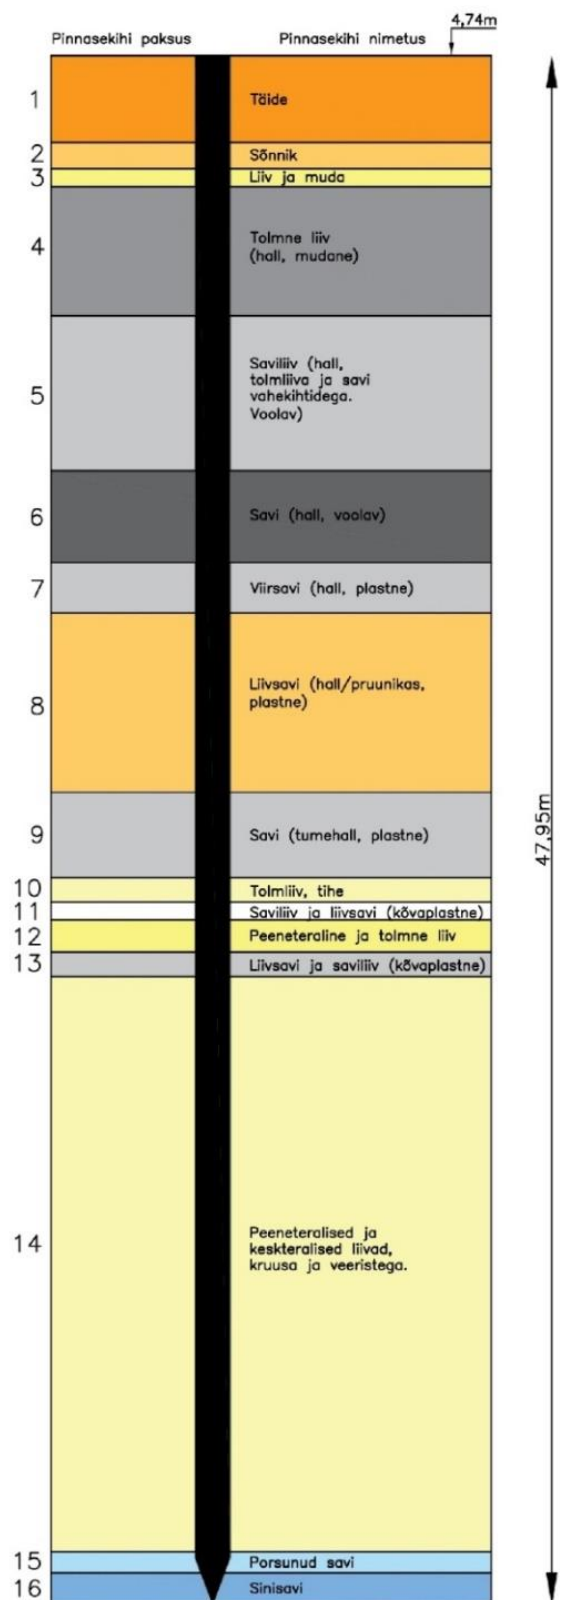 4,74m
Pinnasekihi paksus Pinnasekihi nimetus
1 Täide
2 Sõnnik
3 Liiv ja muda
4 Tolmne liiv
(hall, mudane)
5 Saviliiv (hall,
tolmliiva ja savi
vahekihtidega.
Voolav)
6 Savi (hall, voolav)
7 Viirsavi (hall, plastne)
8 Liivsavi (hall/pruunikas,
plastne)
47,95m
9 Savi (tumehall, plastne)
10 Tolmliiv, tihe
11 Saviliiv ja liivsavi (kõvaplastne)
12 Peeneteraline ja tolmne liiv
13 Liivsavi ja saviliiv (kõvaplastne)
14 Peeneteralised ja
keskteralised liivad,
kruusa ja veeristega.
15 Porsunud savi
16 Sinisavi